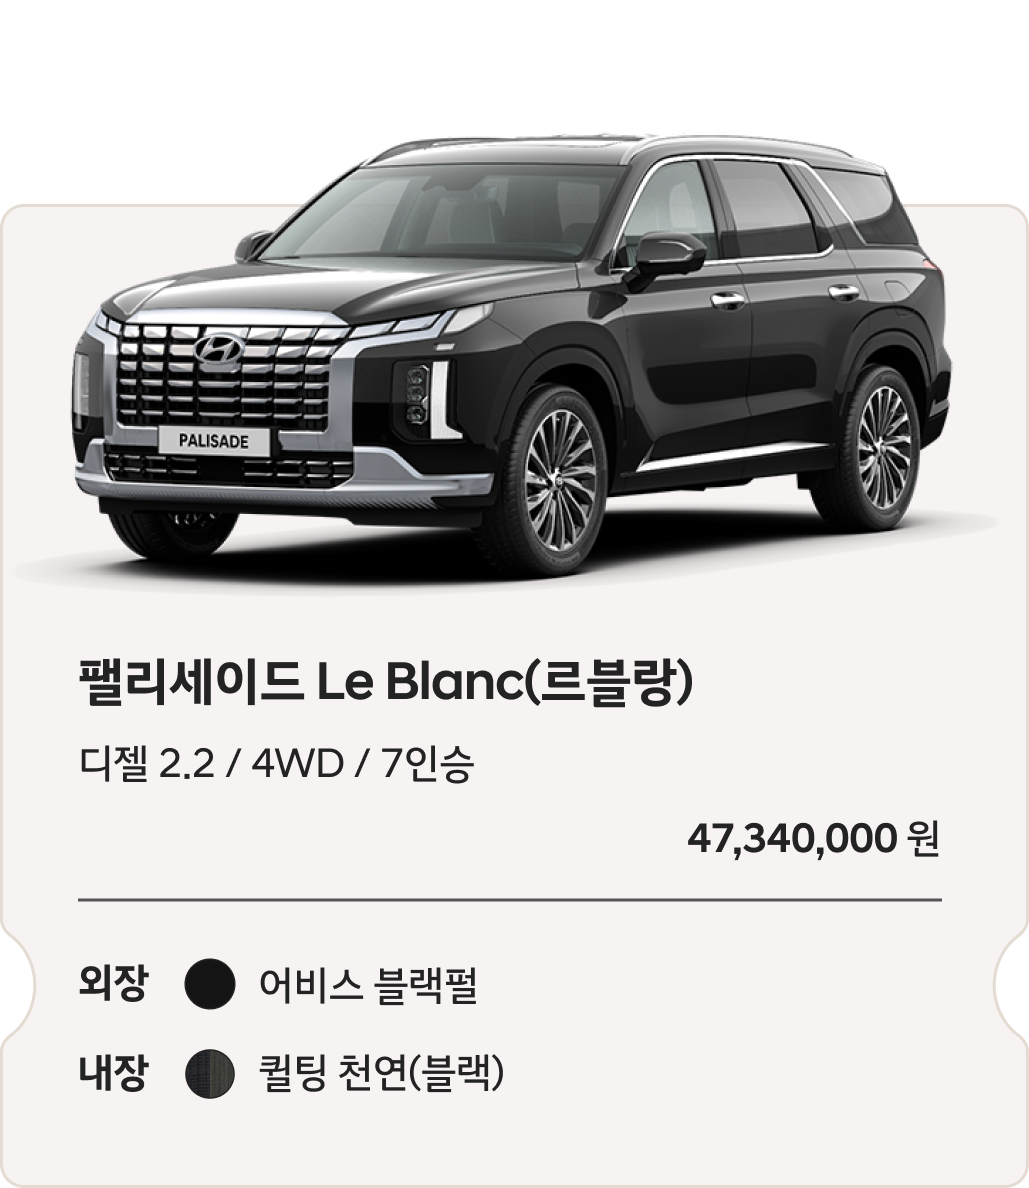 PALISADE
팰리세이드 Le Blanc(르블랑)
디젤 2.2 / 4WD / 7인승
47,340,000 원
외장 어비스 블랙펄
내장 퀼팅 천연(블랙)